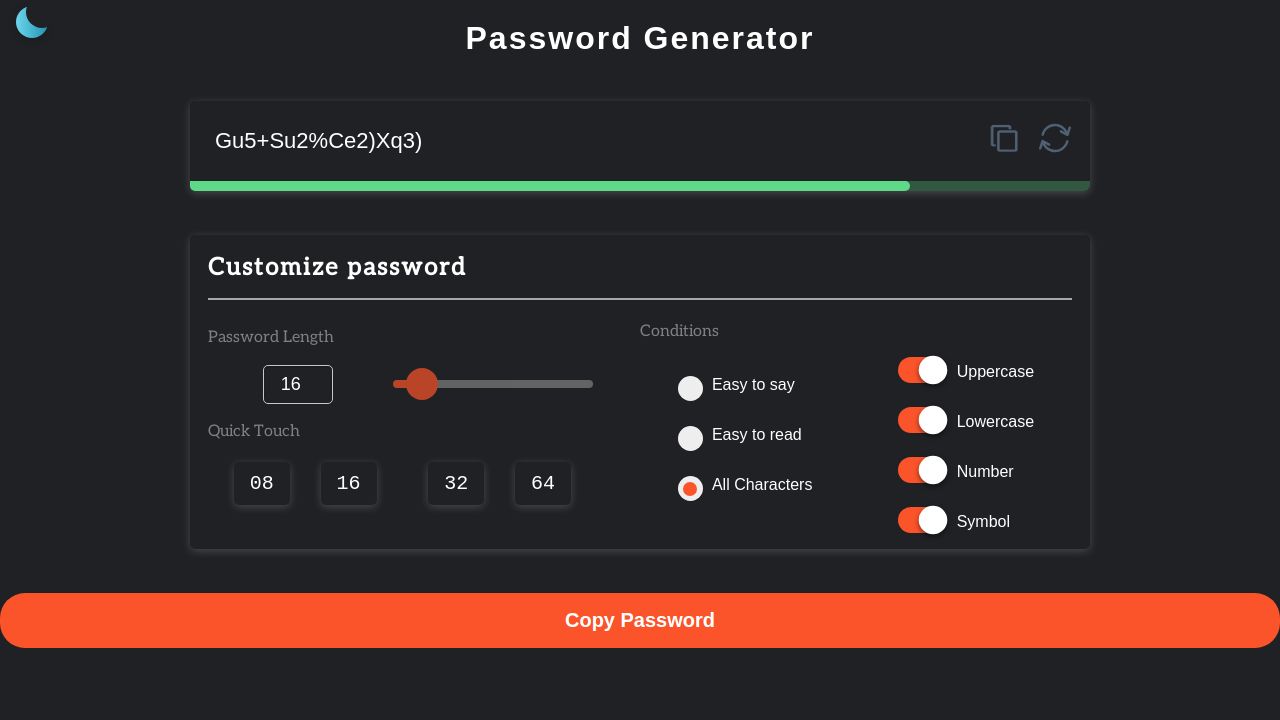 Password Generator
Gu5+Su2%Ce2)Xq3)
Customize password
Password Length
16
Quick Touch
08 16 32 64
Conditions
Easy to say
Easy to read
All Characters
Uppercase
Lowercase
Number
Symbol
Copy Password